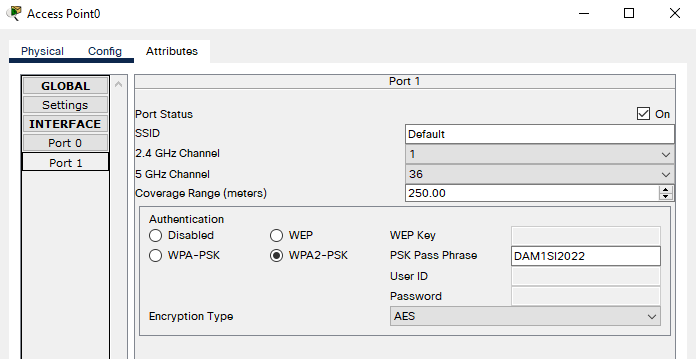 Access Point0
Physical Config Attributes
GLOBAL
Settings
INTERFACE
Port 0
Port 1
Port 1
Port Status On
SSID Default
2.4 GHz Channel 1
5 GHz Channel 36
Coverage Range (meters) 250.00
Authentication
Disabled WEP WEP Key
WPA-PSK WPA2-PSK PSK Pass Phrase DAM1SI2022
User ID
Password
Encryption Type AES